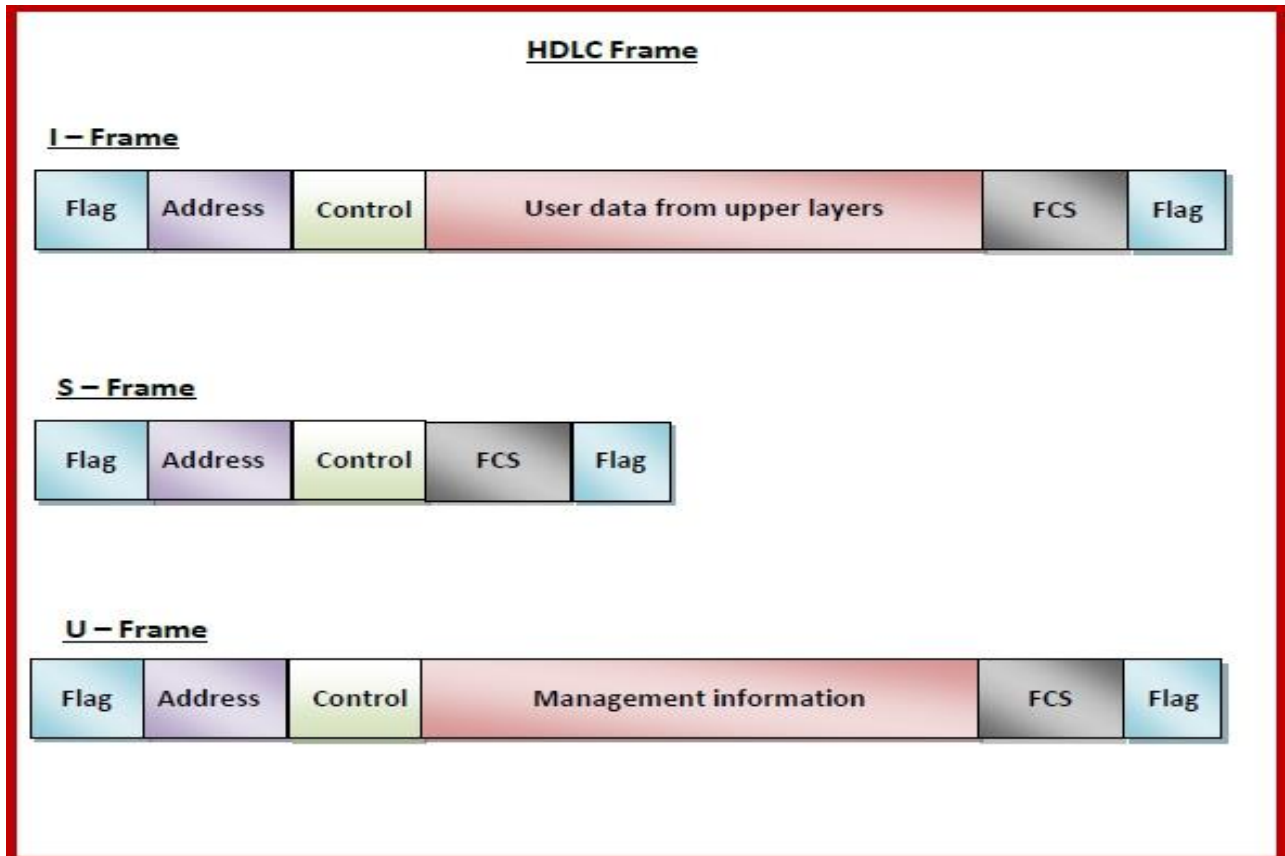 HDLC Frame
I – Frame
Flag Address Control User data from upper layers FCS Flag
S – Frame
Flag Address Control FCS Flag
U – Frame
Flag Address Control Management information FCS Flag